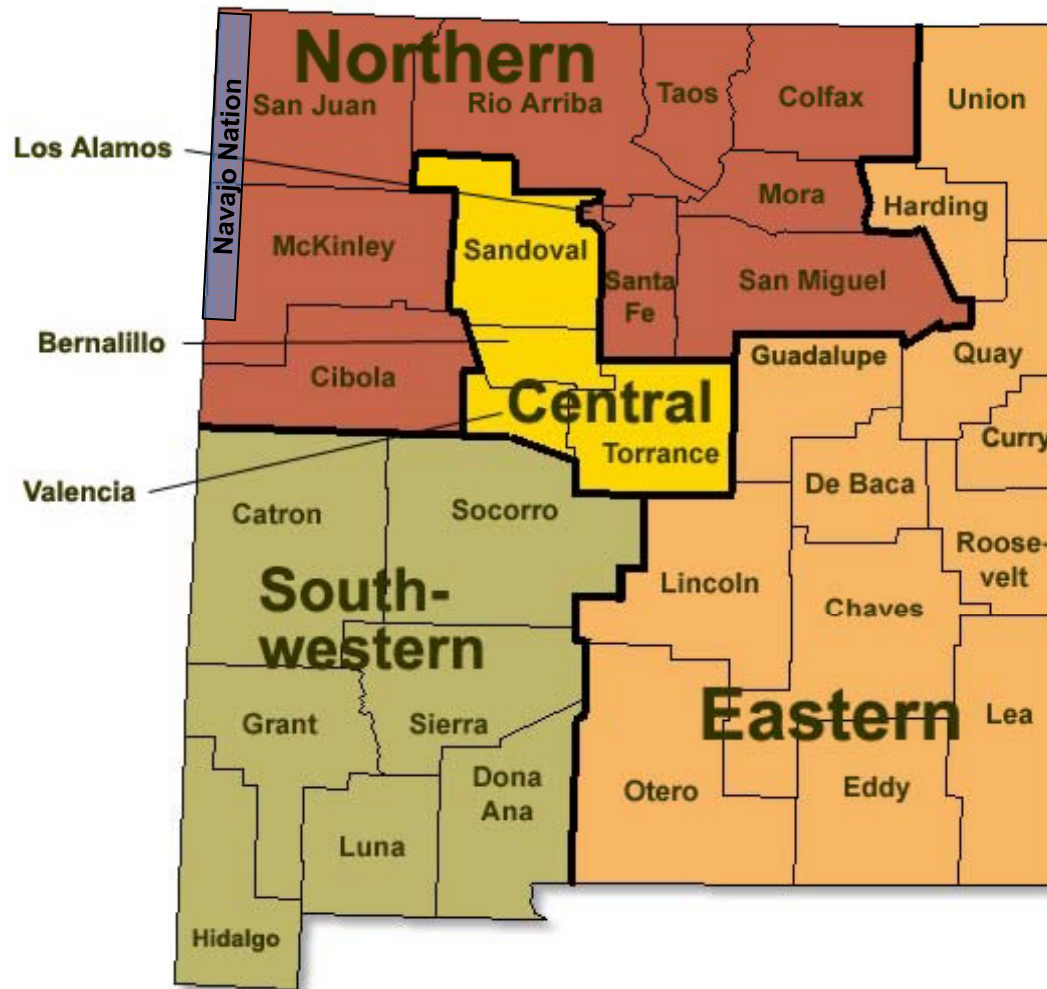 Northern
San Juan
Rio Arriba
Taos
Colfax
Union
Navajo Nation
Los Alamos
Mora
Harding
McKinley
Sandoval
Santa
Fe
San Miguel
Bernalillo
Cibola
Guadalupe
Quay
Central
Torrance
Curry
Valencia
Catron
Socorro
De Baca
Roose-
velt
Lincoln
Chaves
South-
western
Grant
Sierra
Eastern
Lea
Dona
Ana
Otero
Eddy
Luna
Hidalgo